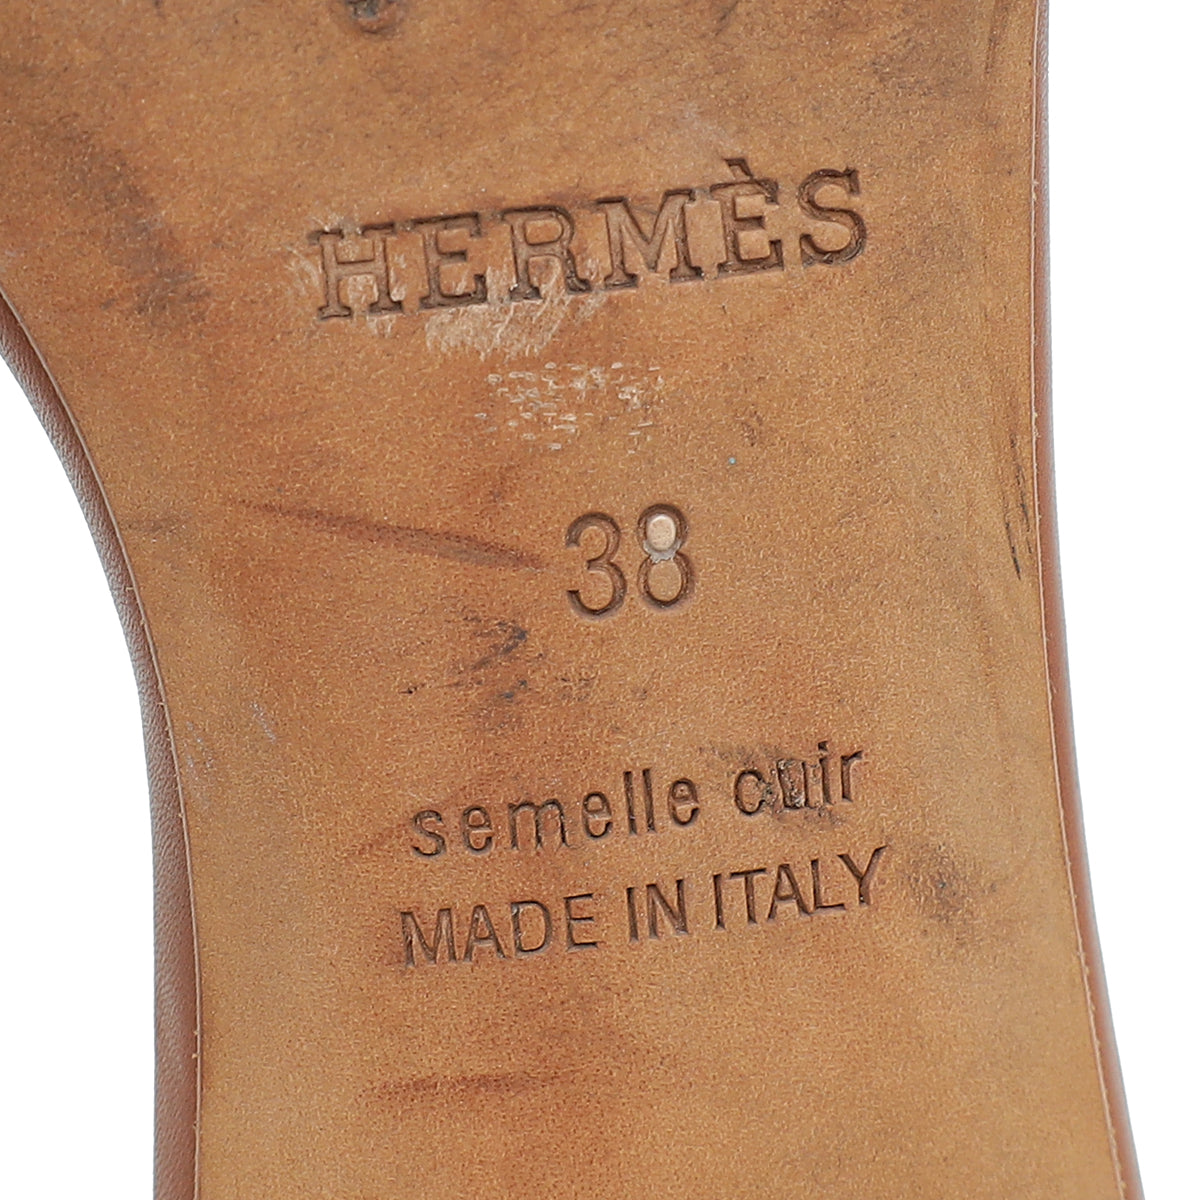 HERMÈS
38
semelle cuir
MADE IN ITALY